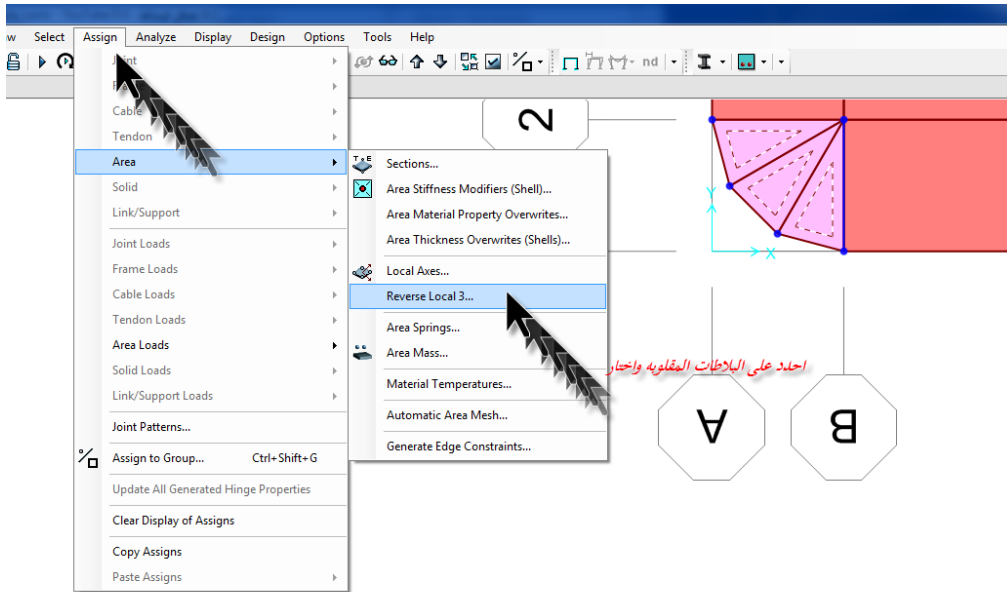 Select Assign Analyze Display Design Options Tools Help
nd
Cable
Tendon
Area
Solid
Link/Support
Joint Loads
Frame Loads
Cable Loads
Tendon Loads
Area Loads
Solid Loads
Link/Support Loads
Joint Patterns...
Assign to Group... Ctrl+Shift+G
Update All Generated Hinge Properties
Clear Display of Assigns
Copy Assigns
Paste Assigns
Sections...
Area Stiffness Modifiers (Shell)...
Area Material Property Overwrites...
Area Thickness Overwrites (Shells)...
Local Axes...
Reverse Local 3...
Area Springs...
Area Mass...
Material Temperatures...
Automatic Area Mesh...
Generate Edge Constraints...
2
Y
X
احدد على البلاطات المقلوبه واختار
A
B